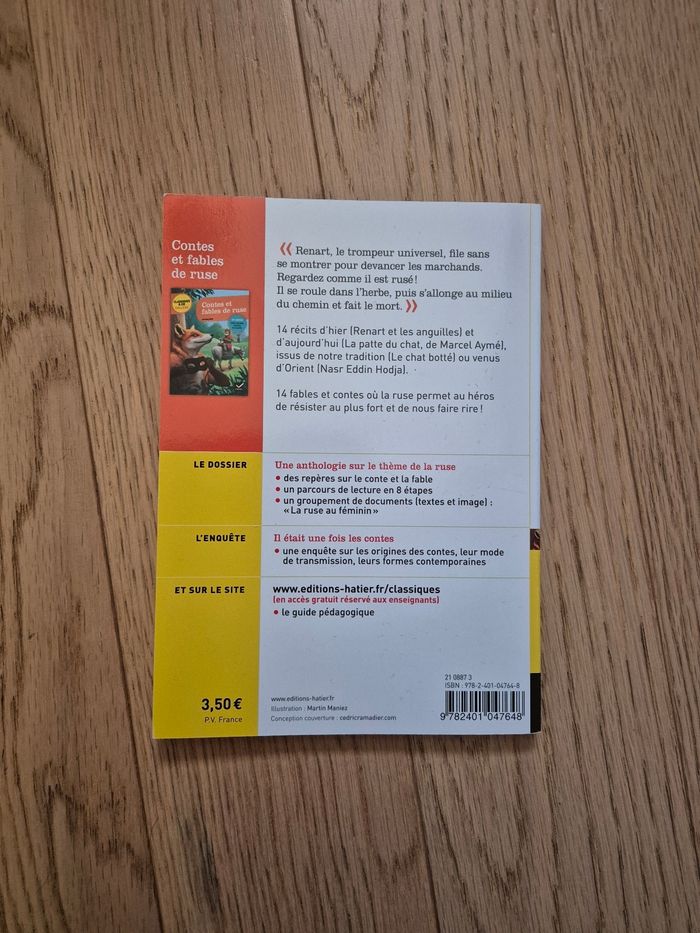 Contes
et fables
de ruse
Contes et
fables de ruse
« Renart, le trompeur universel, file sans
se montrer pour devancer les marchands.
Regardez comme il est rusé !
Il se roule dans l'herbe, puis s'allonge au milieu
du chemin et fait le mort. »
14 récits d'hier (Renart et les anguilles) et
d'aujourd'hui (La patte du chat, de Marcel Aymé),
issus de notre tradition (Le chat botté) ou venus
d'Orient (Nasr Eddin Hodja).
14 fables et contes où la ruse permet au héros
de résister au plus fort et de nous faire rire !
LE DOSSIER
Une anthologie sur le thème de la ruse
• des repères sur le conte et la fable
• un parcours de lecture en 8 étapes
• un groupement de documents (textes et image) :
« La ruse au féminin »
L'ENQUÊTE
Il était une fois les contes
• une enquête sur les origines des contes, leur mode
de transmission, leurs formes contemporaines
ET SUR LE SITE
www.editions-hatier.fr/classiques
(en accès gratuit réservé aux enseignants)
• le guide pédagogique
3,50 €
P.V. France
www.editions-hatier.fr
Illustration : Martin Maniez
Conception couverture : cedricramadier.com
21 0887 3
ISBN : 978-2-401-04764-8
9782401047648